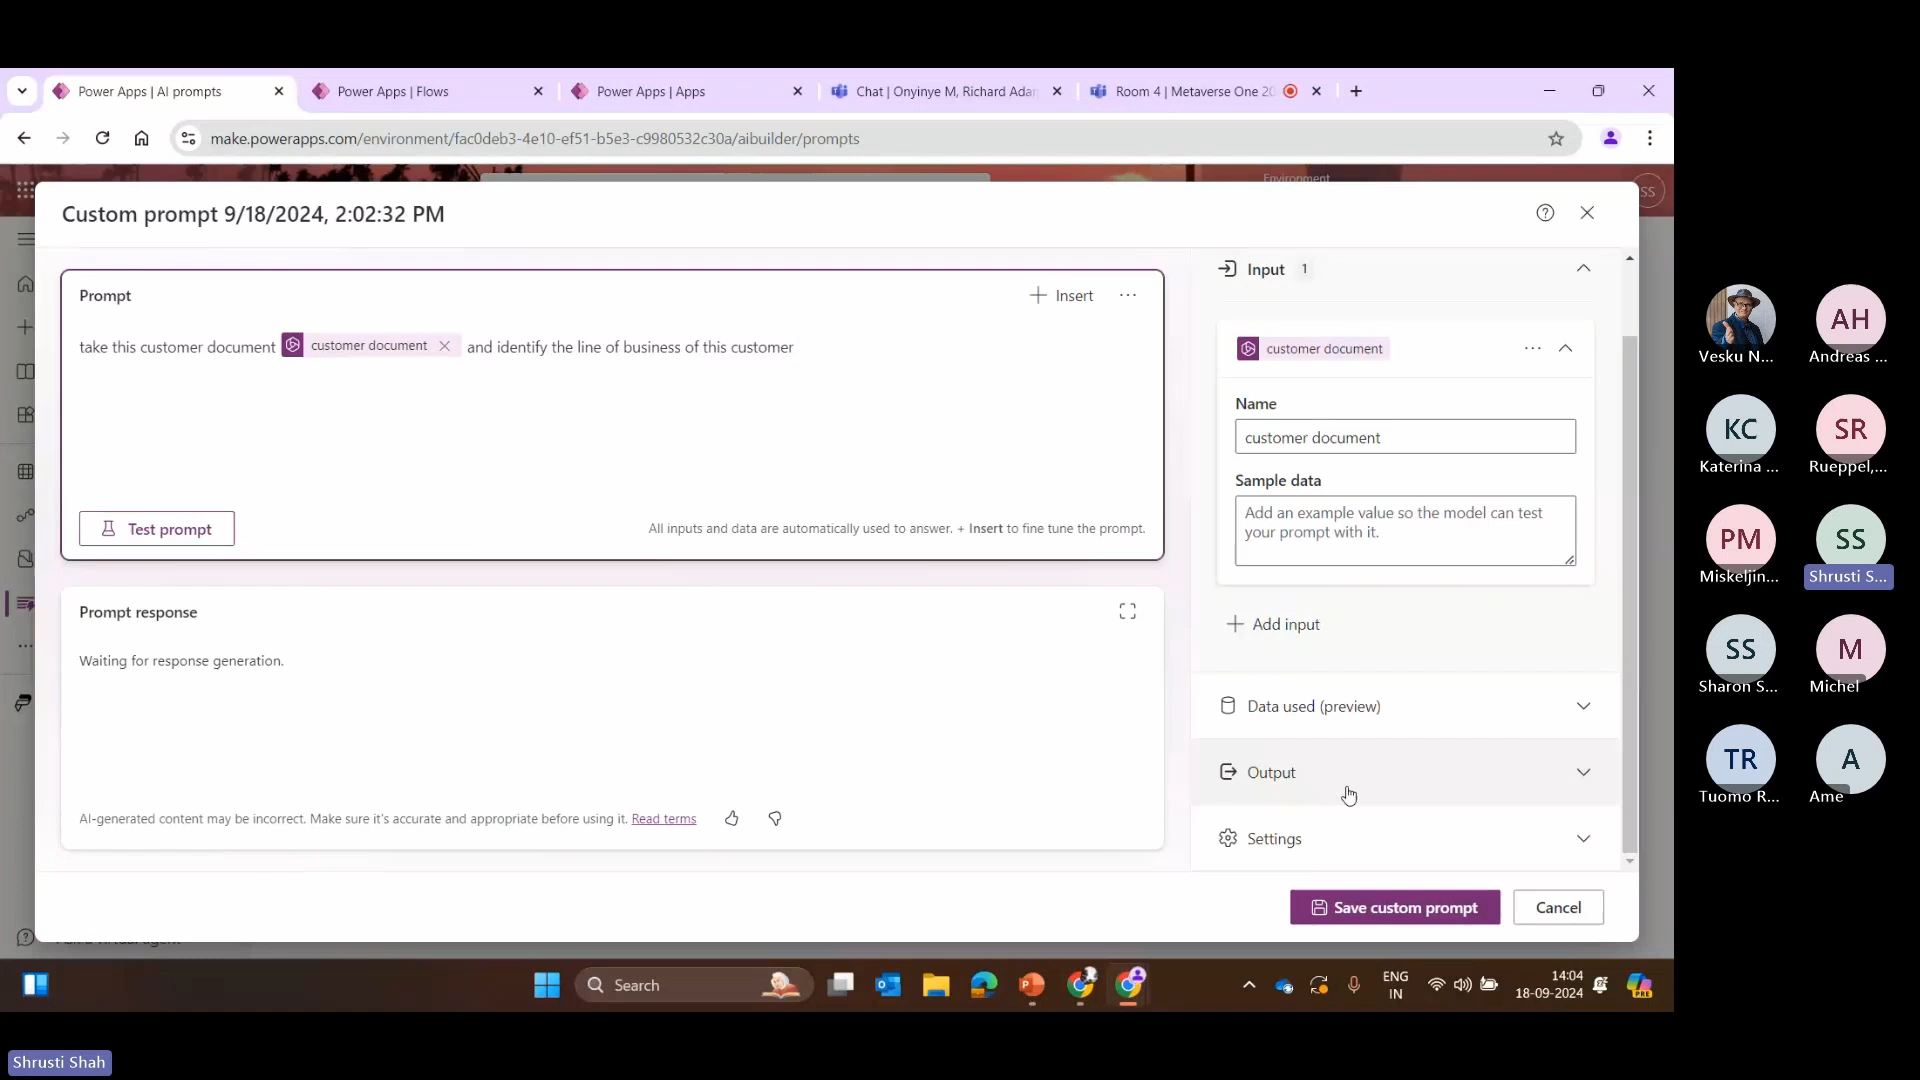 Power Apps | AI prompts
Power Apps | Flows
Power Apps | Apps
Chat | Onyinye M, Richard Adar
Room 4 | Metaverse One 20
make.powerapps.com/environment/fac0deb3-4e10-ef51-b5e3-c9980532c30a/aibuilder/prompts
Environment
SS
Custom prompt 9/18/2024, 2:02:32 PM
Prompt
Insert
take this customer document customer document and identify the line of business of this customer
Test prompt
All inputs and data are automatically used to answer. + Insert to fine tune the prompt.
Prompt response
Waiting for response generation.
AI-generated content may be incorrect. Make sure it's accurate and appropriate before using it. Read terms
Input 1
customer document
Name
customer document
Sample data
Add an example value so the model can test
your prompt with it.
Add input
Data used (preview)
Output
Settings
Save custom prompt
Cancel
Search
ENG
IN
14:04
18-09-2024
PRE
Vesku N...
AH
Andreas ...
KC
Katerina ...
SR
Rueppel,...
PM
Miskeljin...
SS
Shrusti S...
SS
Sharon S...
M
Michel
TR
Tuomo R...
A
Ame
Shrusti Shah